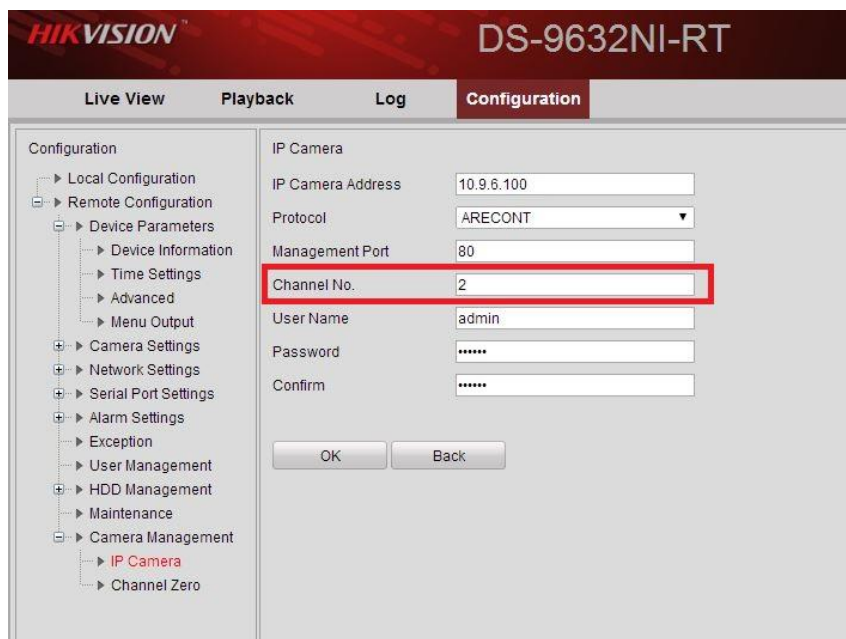 HIKVISION
DS-9632NI-RT
Live View Playback Log Configuration
Configuration
Local Configuration
Remote Configuration
Device Parameters
Device Information
Time Settings
Advanced
Menu Output
Camera Settings
Network Settings
Serial Port Settings
Alarm Settings
Exception
User Management
HDD Management
Maintenance
Camera Management
IP Camera
Channel Zero
IP Camera
IP Camera Address 10.9.6.100
Protocol ARECONT
Management Port 80
Channel No. 2
User Name admin
Password ••••••
Confirm ••••••
OK Back